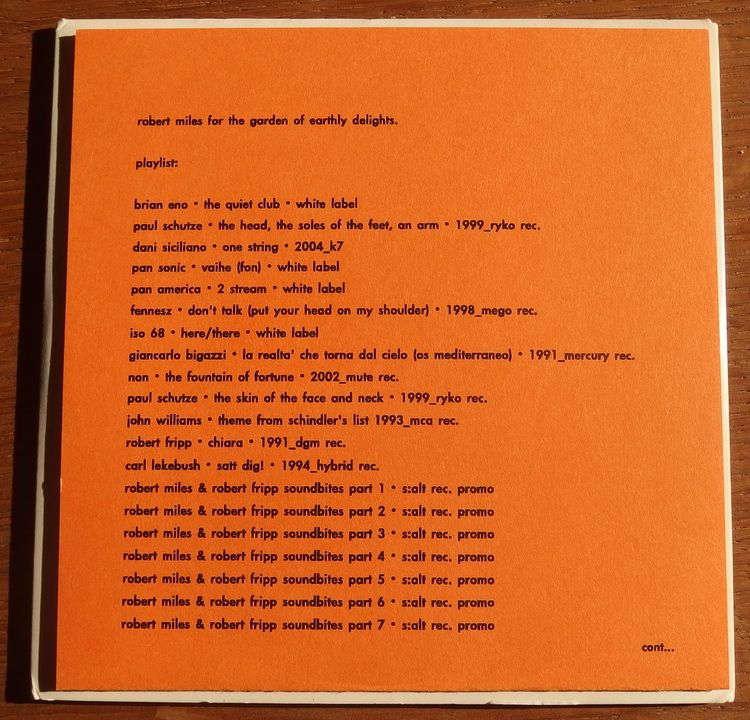 robert miles for the garden of earthly delights.
playlist:
brian eno • the quiet club • white label
paul schutze • the head, the soles of the feet, an arm • 1999_ryko rec.
dani siciliano • one string • 2004_k7
pan sonic • vaihe (fon) • white label
pan america • 2 stream • white label
fennesz • don't talk (put your head on my shoulder) • 1998_mego rec.
iso 68 • here/there • white label
giancarlo bigazzi • la realta' che torna dal cielo (os mediterraneo) • 1991_mercury rec.
non • the fountain of fortune • 2002_mute rec.
paul schutze • the skin of the face and neck • 1999_ryko rec.
john williams • theme from schindler's list 1993_mca rec.
robert fripp • chiara • 1991_dgm rec.
carl lekebush • satt dig! • 1994_hybrid rec.
robert miles & robert fripp soundbites part 1 • s:alt rec. promo
robert miles & robert fripp soundbites part 2 • s:alt rec. promo
robert miles & robert fripp soundbites part 3 • s:alt rec. promo
robert miles & robert fripp soundbites part 4 • s:alt rec. promo
robert miles & robert fripp soundbites part 5 • s:alt rec. promo
robert miles & robert fripp soundbites part 6 • s:alt rec. promo
robert miles & robert fripp soundbites part 7 • s:alt rec. promo
cont...